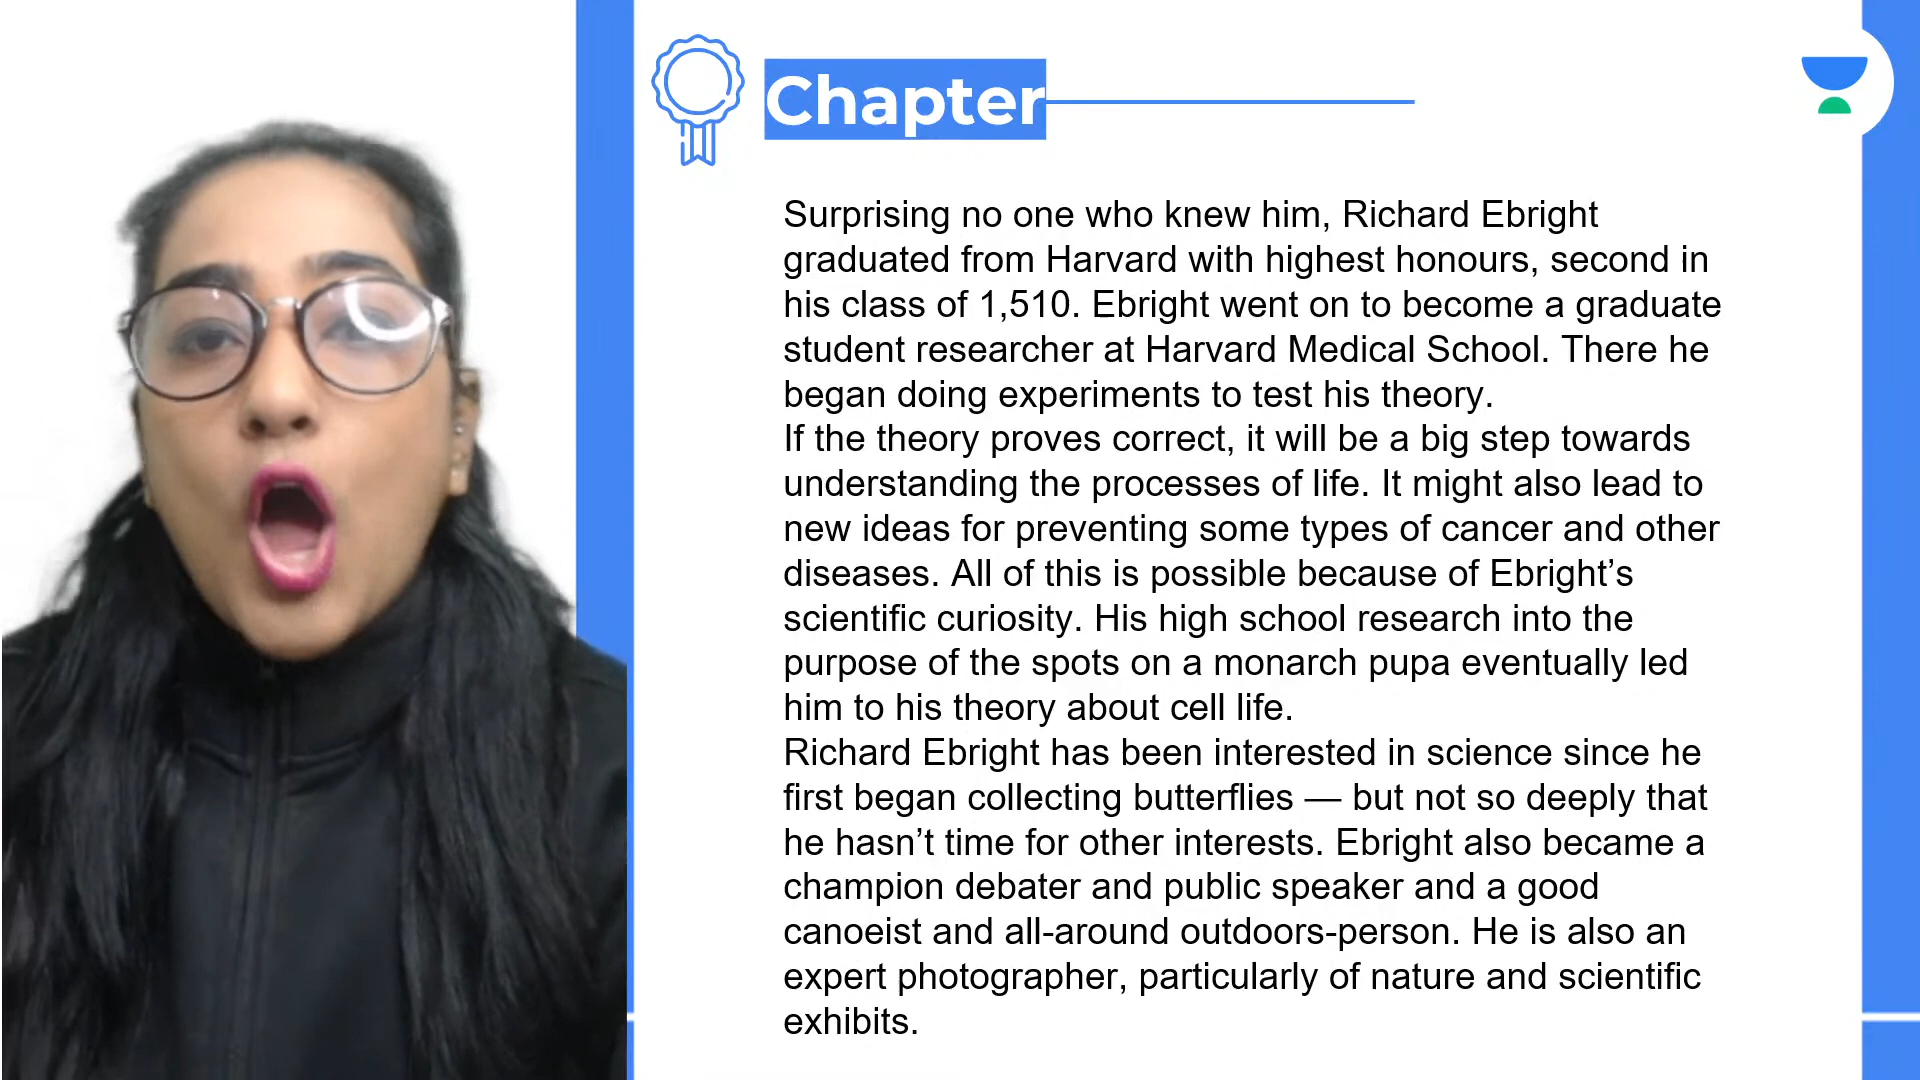 Chapter
Surprising no one who knew him, Richard Ebright
graduated from Harvard with highest honours, second in
his class of 1,510. Ebright went on to become a graduate
student researcher at Harvard Medical School. There he
began doing experiments to test his theory.
If the theory proves correct, it will be a big step towards
understanding the processes of life. It might also lead to
new ideas for preventing some types of cancer and other
diseases. All of this is possible because of Ebright’s
scientific curiosity. His high school research into the
purpose of the spots on a monarch pupa eventually led
him to his theory about cell life.
Richard Ebright has been interested in science since he
first began collecting butterflies — but not so deeply that
he hasn’t time for other interests. Ebright also became a
champion debater and public speaker and a good
canoeist and all-around outdoors-person. He is also an
expert photographer, particularly of nature and scientific
exhibits.